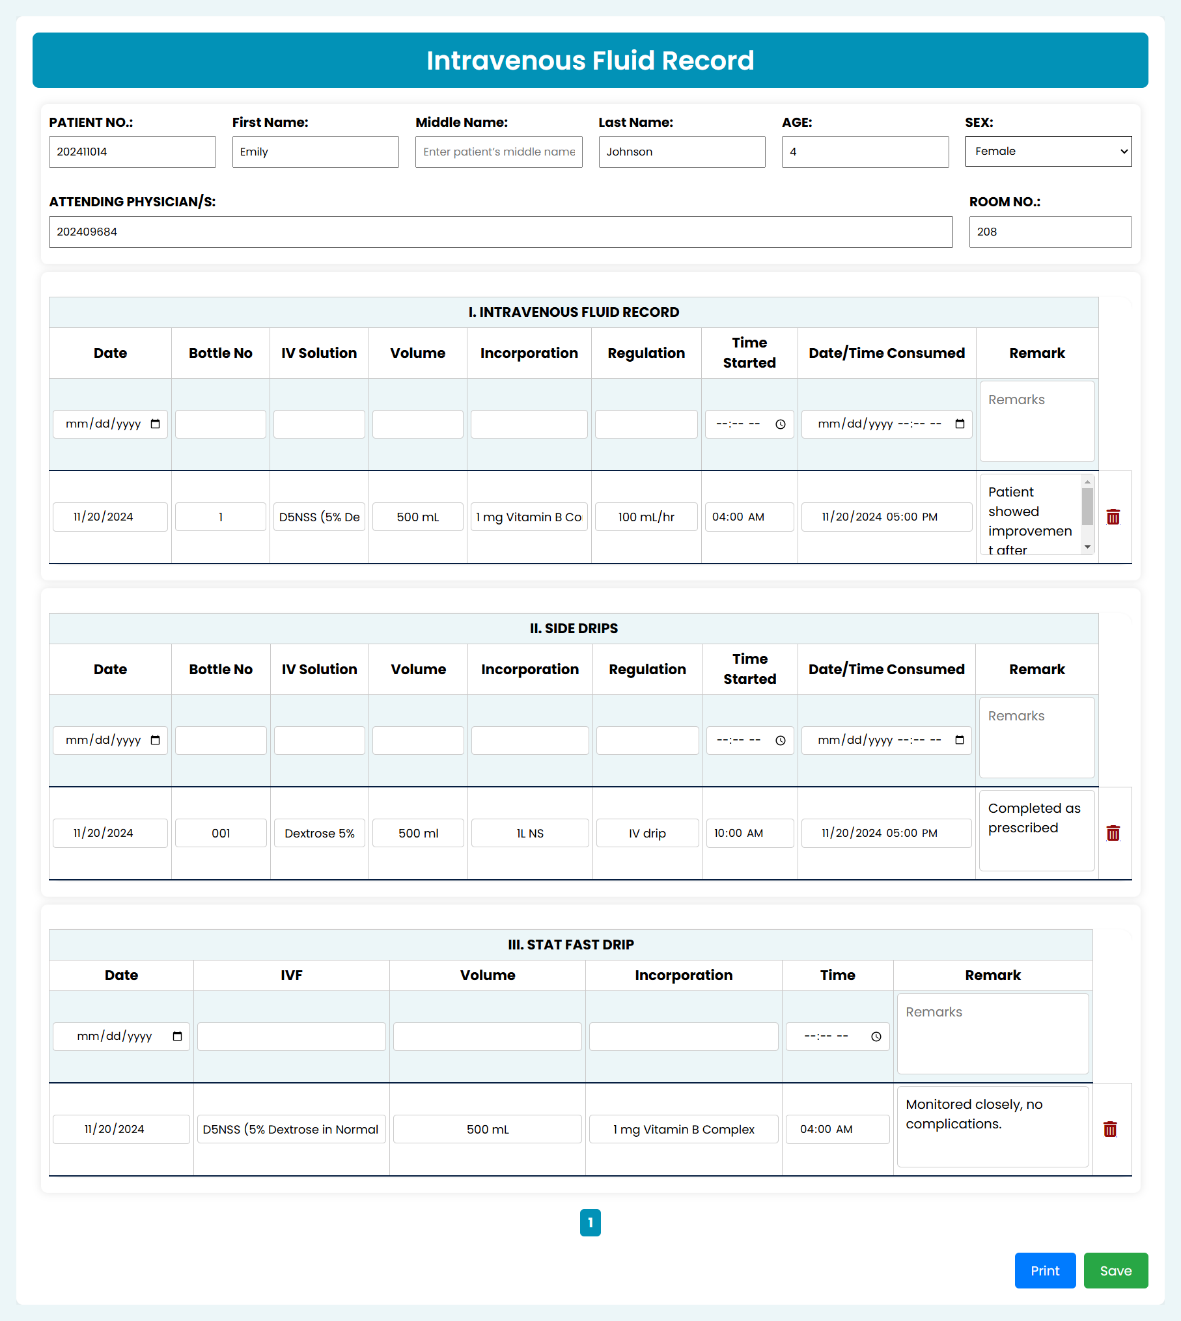 Intravenous Fluid Record
PATIENT NO.: First Name: Middle Name: Last Name: AGE: SEX:
202411014 Emily Enter patient's middle name Johnson 4 Female
ATTENDING PHYSICIAN/S: ROOM NO.:
202409684 208
I. INTRAVENOUS FLUID RECORD
Date Bottle No IV Solution Volume Incorporation Regulation Time Started Date/Time Consumed Remark
mm/dd/yyyy --:-- -- mm/dd/yyyy --:-- -- Remarks
11/20/2024 1 D5NSS (5% De 500 mL 1 mg Vitamin B Co 100 mL/hr 04:00 AM 11/20/2024 05:00 PM Patient
showed
improvemen
t after
II. SIDE DRIPS
Date Bottle No IV Solution Volume Incorporation Regulation Time Started Date/Time Consumed Remark
mm/dd/yyyy --:-- -- mm/dd/yyyy --:-- -- Remarks
11/20/2024 001 Dextrose 5% 500 ml 1L NS IV drip 10:00 AM 11/20/2024 05:00 PM Completed as
prescribed
III. STAT FAST DRIP
Date IVF Volume Incorporation Time Remark
mm/dd/yyyy --:-- -- Remarks
11/20/2024 D5NSS (5% Dextrose in Normal 500 mL 1 mg Vitamin B Complex 04:00 AM Monitored closely, no
complications.
1
Print Save